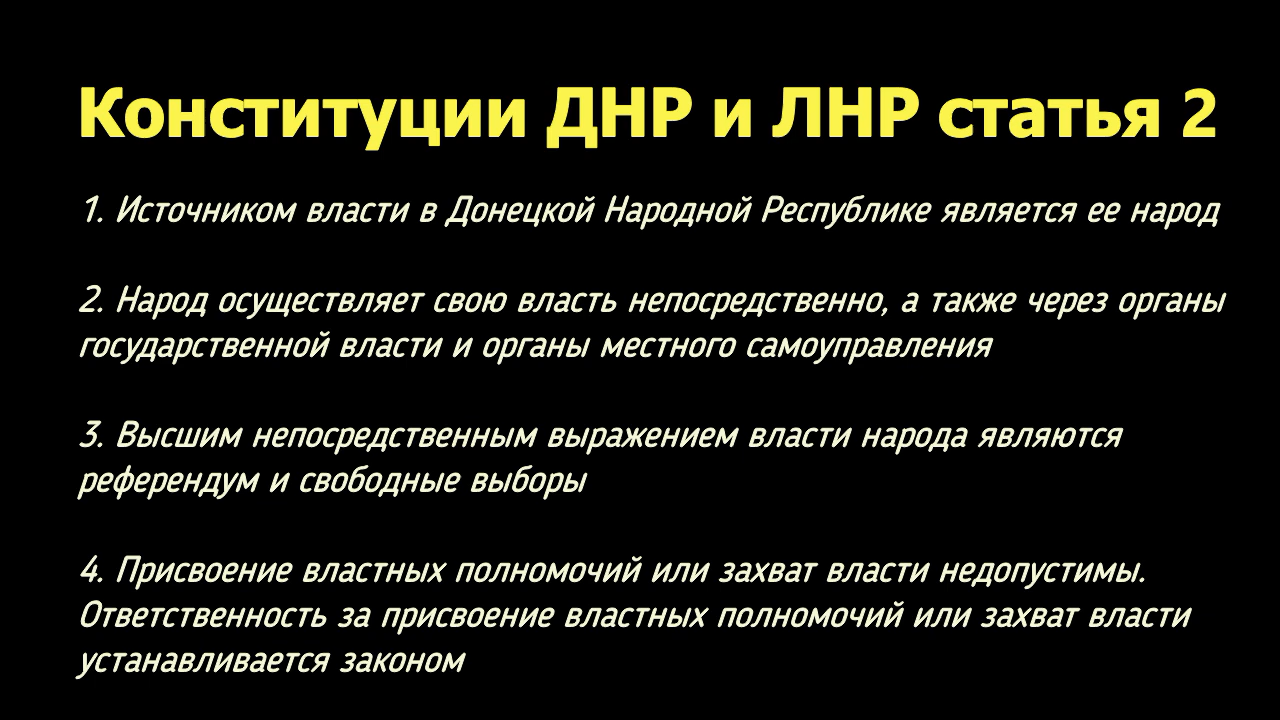 Конституции ДНР и ЛНР статья 2
1. Источником власти в Донецкой Народной Республике является ее народ
2. Народ осуществляет свою власть непосредственно, а также через органы
государственной власти и органы местного самоуправления
3. Высшим непосредственным выражением власти народа являются
референдум и свободные выборы
4. Присвоение властных полномочий или захват власти недопустимы.
Ответственность за присвоение властных полномочий или захват власти
устанавливается законом